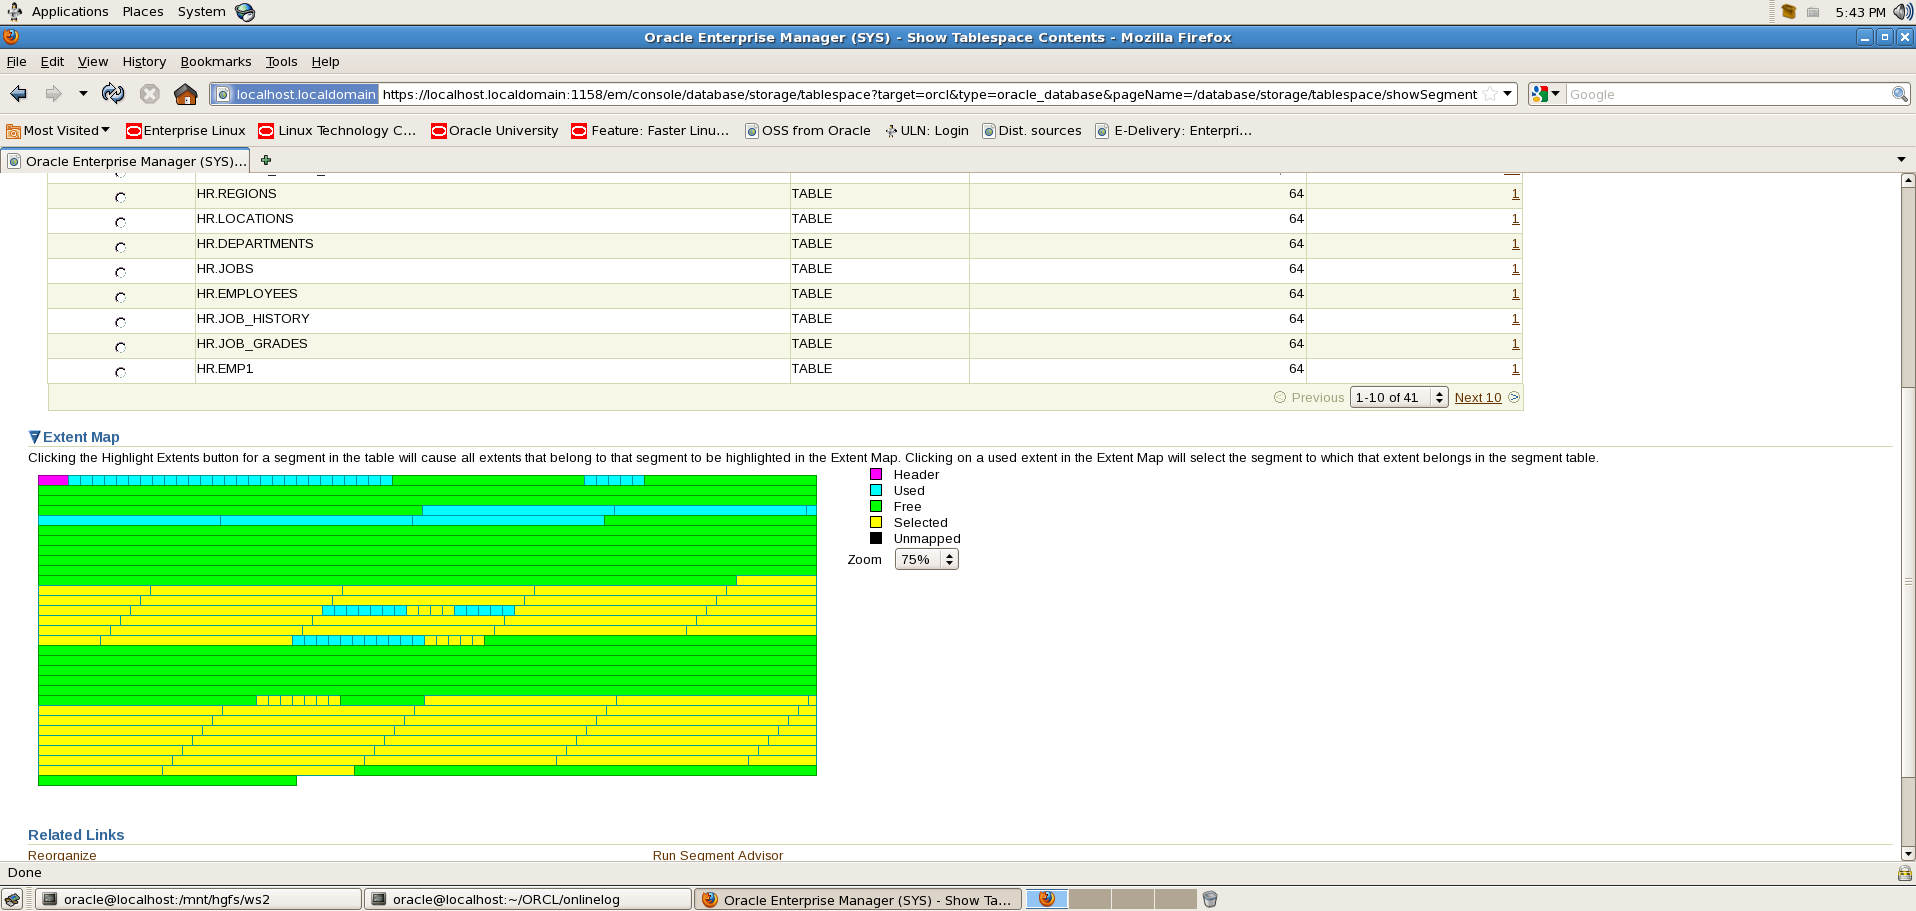 Applications Places System 5:43 PM
Oracle Enterprise Manager (SYS) - Show Tablespace Contents - Mozilla Firefox
File Edit View History Bookmarks Tools Help
localhost.localdomain https://localhost.localdomain:1158/em/console/database/storage/tablespace?target=orcl&type=oracle_database&pageName=/database/storage/tablespace/showSegment Google
Most Visited Enterprise Linux Linux Technology C... Oracle University Feature: Faster Linu... OSS from Oracle ULN: Login Dist. sources E-Delivery: Enterpri...
Oracle Enterprise Manager (SYS)...
HR.REGIONS TABLE 64 1
HR.LOCATIONS TABLE 64 1
HR.DEPARTMENTS TABLE 64 1
HR.JOBS TABLE 64 1
HR.EMPLOYEES TABLE 64 1
HR.JOB_HISTORY TABLE 64 1
HR.JOB_GRADES TABLE 64 1
HR.EMP1 TABLE 64 1
Previous 1-10 of 41 Next 10
Extent Map
Clicking the Highlight Extents button for a segment in the table will cause all extents that belong to that segment to be highlighted in the Extent Map. Clicking on a used extent in the Extent Map will select the segment to which that extent belongs in the segment table.
Header
Used
Free
Selected
Unmapped
Zoom 75%
Related Links
Reorganize Run Segment Advisor
Done
oracle@localhost:/mnt/hgfs/ws2 oracle@localhost:~/ORCL/onlinelog Oracle Enterprise Manager (SYS) - Show Ta...